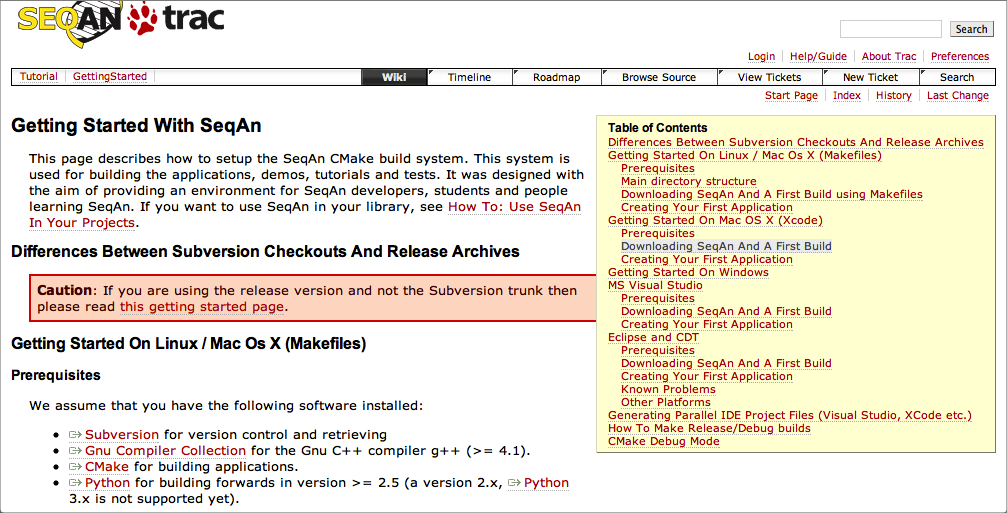 SEQAN trac
Search
Login Help/Guide About Trac Preferences
Tutorial GettingStarted Wiki Timeline Roadmap Browse Source View Tickets New Ticket Search
Start Page Index History Last Change
Getting Started With SeqAn
This page describes how to setup the SeqAn CMake build system. This system is
used for building the applications, demos, tutorials and tests. It was designed with
the aim of providing an environment for SeqAn developers, students and people
learning SeqAn. If you want to use SeqAn in your library, see How To: Use SeqAn
In Your Projects.
Differences Between Subversion Checkouts And Release Archives
Caution: If you are using the release version and not the Subversion trunk then
please read this getting started page.
Getting Started On Linux / Mac Os X (Makefiles)
Prerequisites
We assume that you have the following software installed:
Subversion for version control and retrieving
Gnu Compiler Collection for the Gnu C++ compiler g++ (>= 4.1).
CMake for building applications.
Python for building forwards in version >= 2.5 (a version 2.x, Python
3.x is not supported yet).
Table of Contents
Differences Between Subversion Checkouts And Release Archives
Getting Started On Linux / Mac Os X (Makefiles)
Prerequisites
Main directory structure
Downloading SeqAn And A First Build using Makefiles
Creating Your First Application
Getting Started On Mac OS X (Xcode)
Prerequisites
Downloading SeqAn And A First Build
Creating Your First Application
Getting Started On Windows
MS Visual Studio
Prerequisites
Downloading SeqAn And A First Build
Creating Your First Application
Eclipse and CDT
Prerequisites
Downloading SeqAn And A First Build
Creating Your First Application
Known Problems
Other Platforms
Generating Parallel IDE Project Files (Visual Studio, XCode etc.)
How To Make Release/Debug builds
CMake Debug Mode